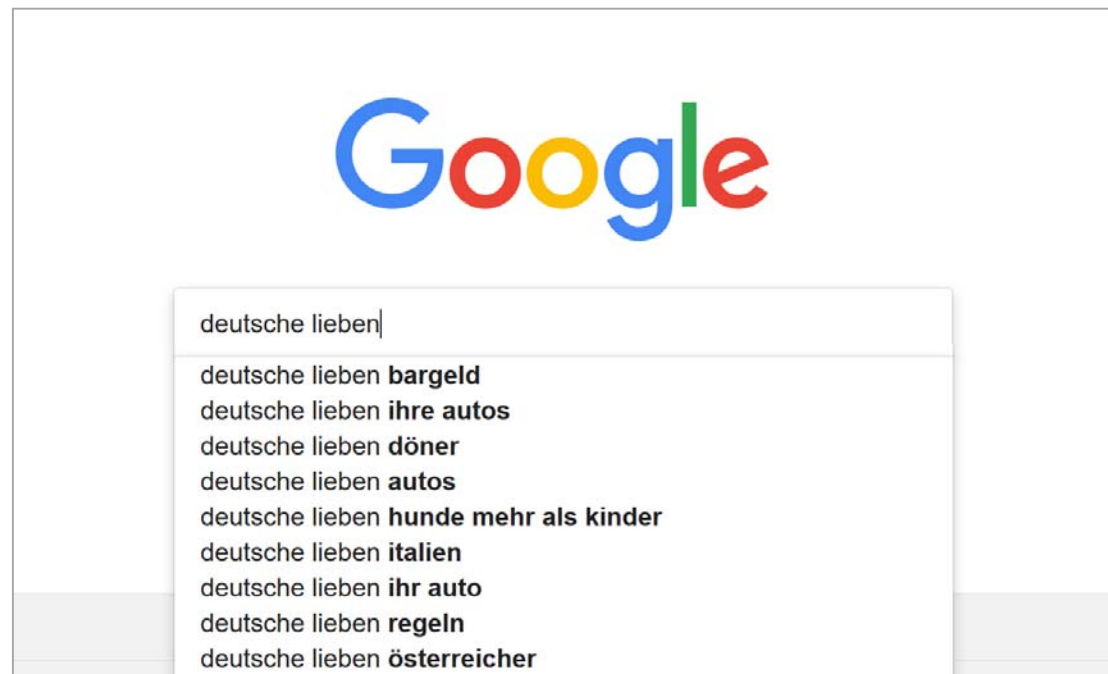 Google
deutsche lieben
deutsche lieben bargeld
deutsche lieben ihre autos
deutsche lieben döner
deutsche lieben autos
deutsche lieben hunde mehr als kinder
deutsche lieben italien
deutsche lieben ihr auto
deutsche lieben regeln
deutsche lieben österreicher